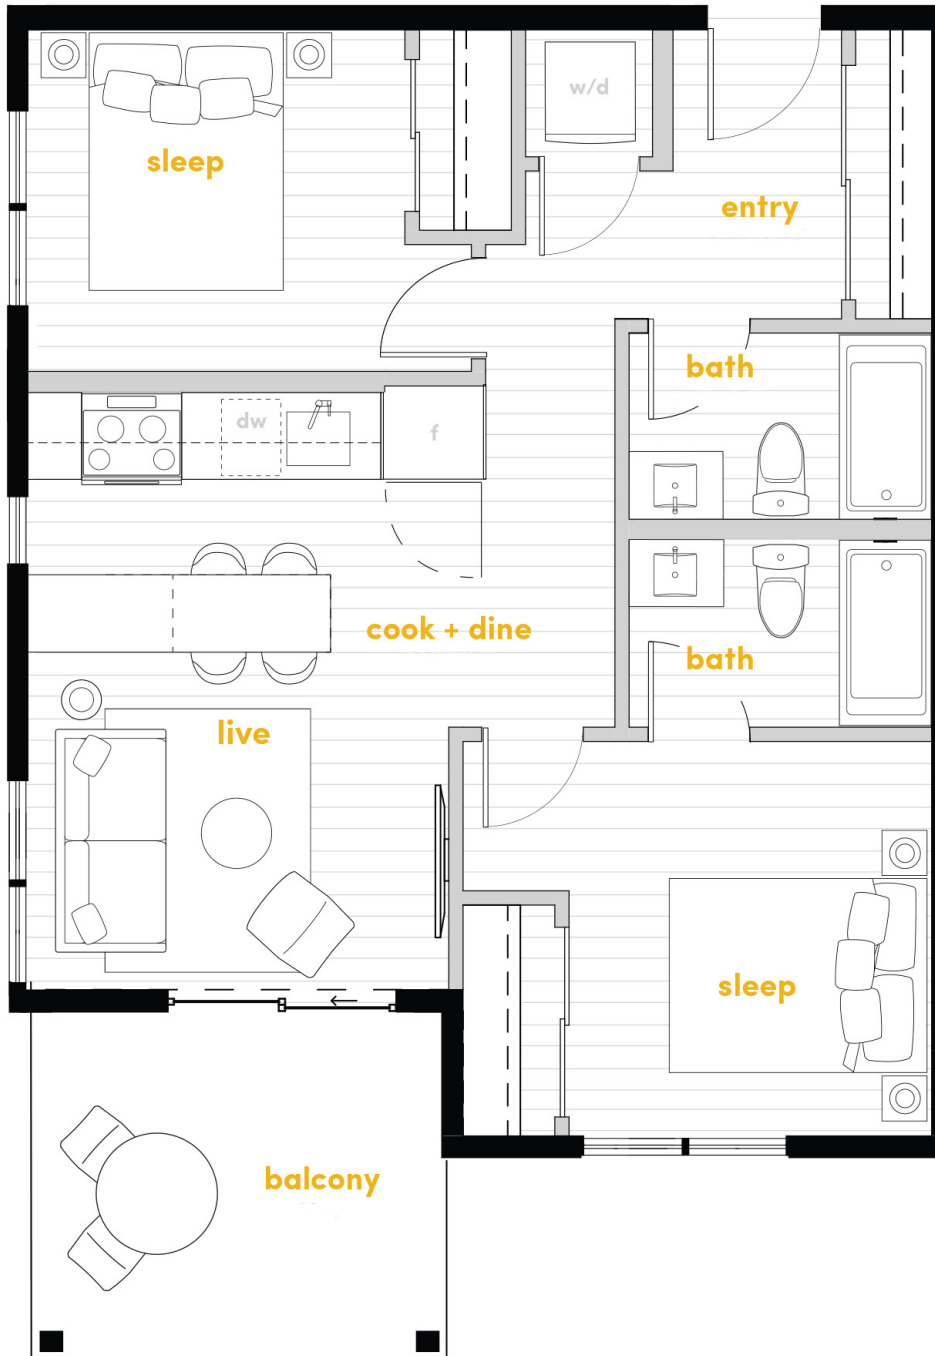 w/d
sleep
entry
bath
dw
f
cook + dine
bath
live
sleep
balcony